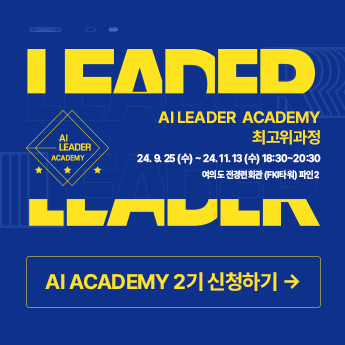 LEADER
AI LEADER ACADEMY
최고위과정
24. 9. 25 (수) ~ 24. 11. 13 (수) 18:30~20:30
여의도 전경련회관 (FKI타워) 파인2
AI
LEADER
ACADEMY
LEADER
AI ACADEMY 2기 신청하기 →